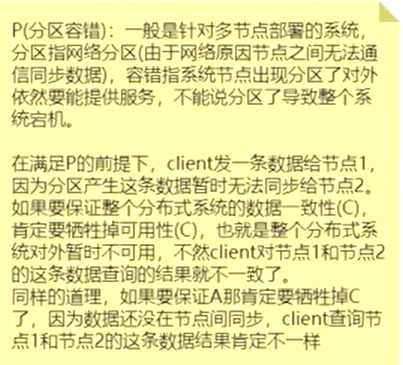 P(分区容错)：一般是针对多节点部署的系统，
分区指网络分区(由于网络原因节点之间无法通
信同步数据)，容错指系统节点出现分区了对外
依然要能提供服务，不能说分区了导致整个系
统宕机。
在满足P的前提下，client发一条数据给节点1，
因为分区产生这条数据暂时无法同步给节点2。
如果要保证整个分布式系统的数据一致性(C)，
肯定要牺牲掉可用性(C)，也就是整个分布式系
统对外暂时不可用，不然client对节点1和节点2
的这条数据查询的结果就不一致了。
同样的道理，如果要保证A那肯定要牺牲掉C
了，因为数据还没在节点间同步，client查询节
点1和节点2的这条数据结果肯定不一样